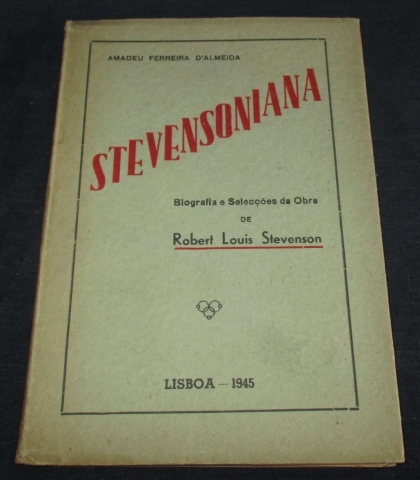 AMADEU FERREIRA D'ALMEIDA
STEVENSONIANA
Biografia e Selecções da Obra
DE
Robert Louis Stevenson
LISBOA — 1945